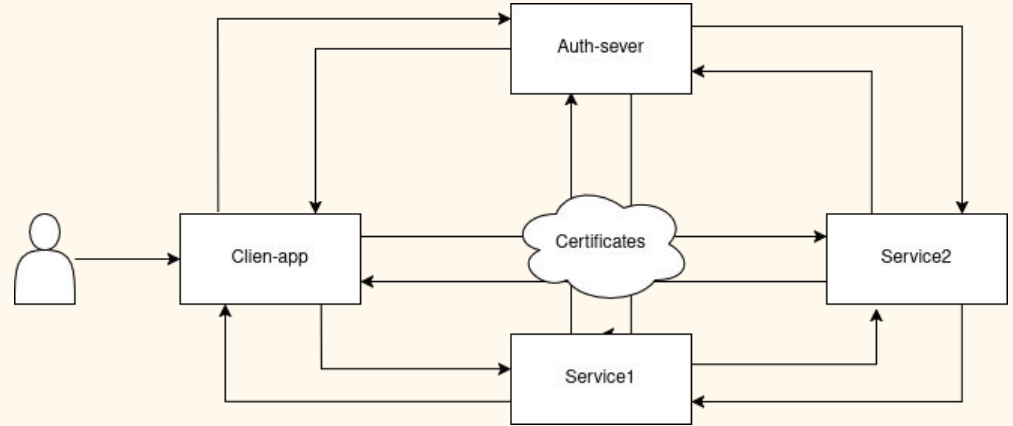 Auth-sever
Certificates
Clien-app
Service2
Service1